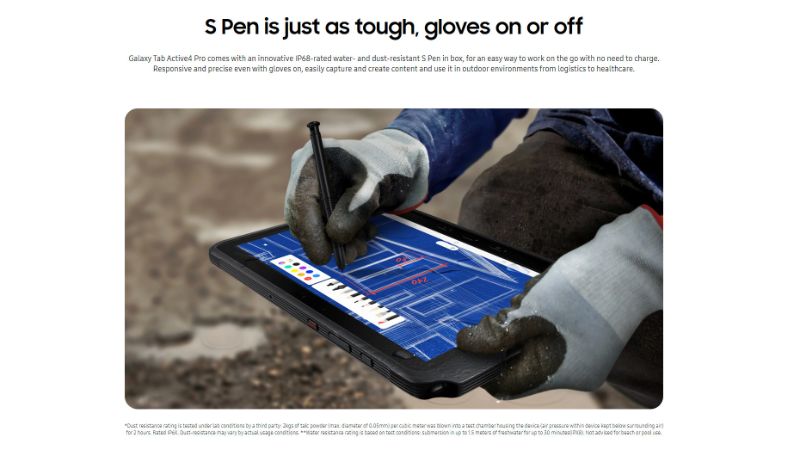 S Pen is just as tough, gloves on or off
Galaxy Tab Active4 Pro comes with an innovative IP68-rated water- and dust-resistant S Pen in box, for an easy way to work on the go with no need to charge.
Responsive and precise even with gloves on, easily capture and create content and use it in outdoor environments from logistics to healthcare.
240
*Dust resistance rating is tested under lab conditions by a third party: 2kgs of talc powder (max. diameter of 0.05mm) per cubic meter was blown into a test chamber housing the device (air pressure within device kept below surrounding air)
for 2 hours. Rated IP6X. Dust-resistance may vary by actual usage conditions. **Water resistance rating is based on test conditions: submersion in up to 1.5 meters of freshwater for up to 30 minutes(IPX8). Not advised for beach or pool use.